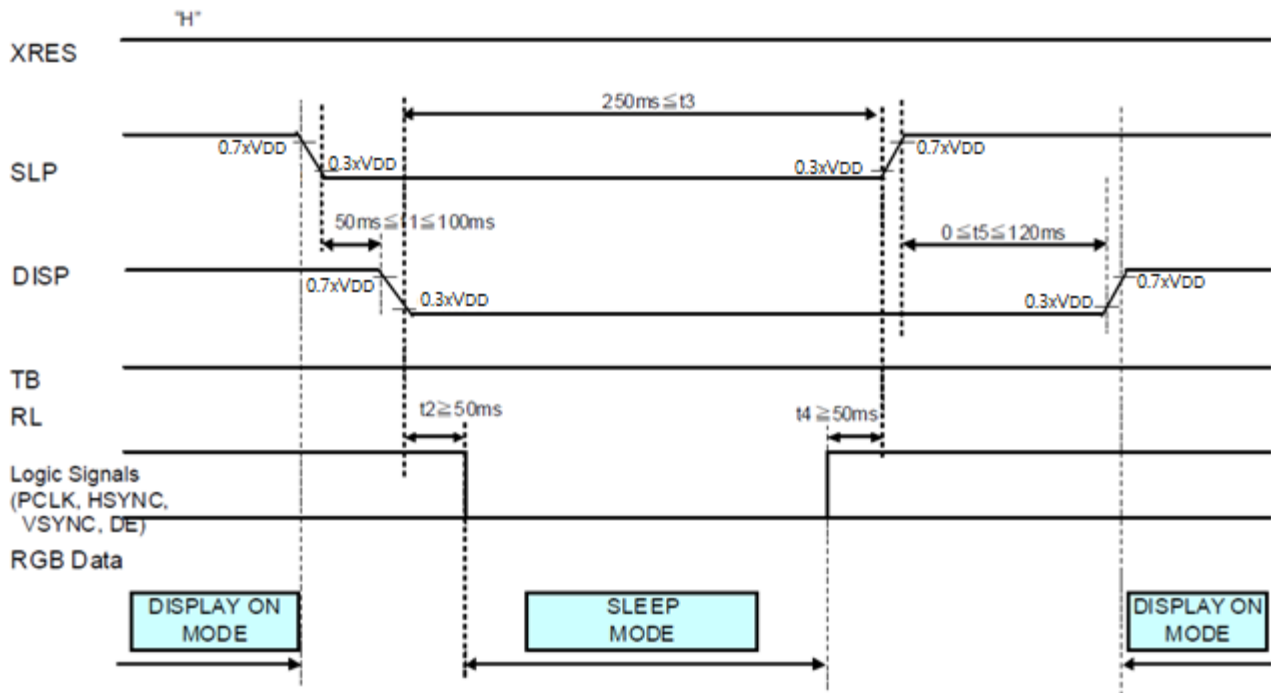 "H"
XRES
250ms≦t3
0.7xVDD
0.3xVDD
0.3xVDD
0.7xVDD
SLP
50ms≦t1≦100ms
0≦t5≦120ms
DISP
0.7xVDD
0.3xVDD
0.3xVDD
0.7xVDD
TB
t2≧50ms
t4≧50ms
RL
Logic Signals
(PCLK, HSYNC,
VSYNC, DE)
RGB Data
DISPLAY ON
MODE
SLEEP
MODE
DISPLAY ON
MODE